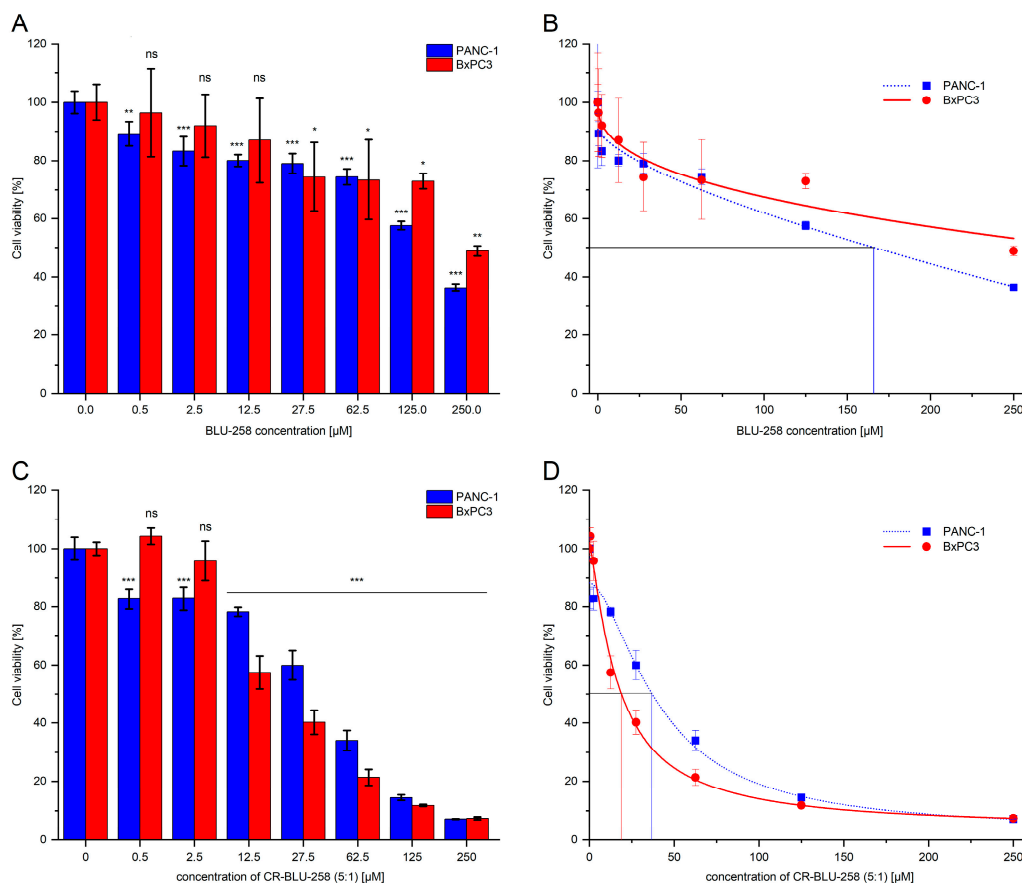 A
B
120
100
80
60
40
20
0
Cell viability [%]
PANC-1
BxPC3
** ns
*** ns
*** ns
*** *
*** *
*** *
*** **
0.0 0.5 2.5 12.5 27.5 62.5 125.0 250.0
BLU-258 concentration [µM]
120
100
80
60
40
20
0
Cell viability [%]
PANC-1
BxPC3
0 50 100 150 200 250
BLU-258 concentration [µM]
C
D
120
100
80
60
40
20
0
Cell viability [%]
PANC-1
BxPC3
*** ns
*** ns
***
0 0.5 2.5 12.5 27.5 62.5 125 250
concentration of CR-BLU-258 (5:1) [µM]
120
100
80
60
40
20
0
Cell viability [%]
PANC-1
BxPC3
0 50 100 150 200 250
concentration of CR-BLU-258 (5:1) [µM]